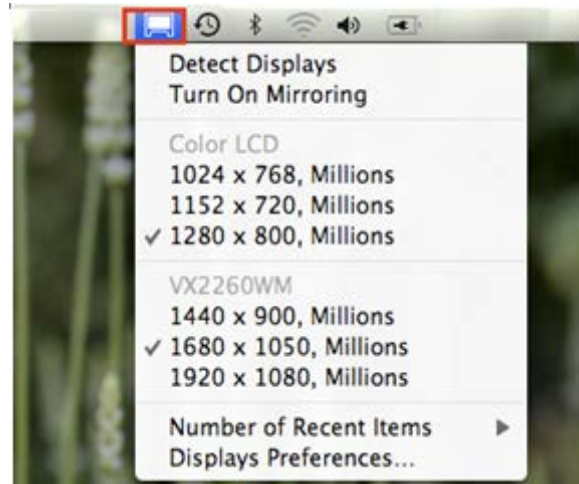 Detect Displays
Turn On Mirroring
Color LCD
1024 x 768, Millions
1152 x 720, Millions
✓ 1280 x 800, Millions
VX2260WM
1440 x 900, Millions
✓ 1680 x 1050, Millions
1920 x 1080, Millions
Number of Recent Items
Displays Preferences...